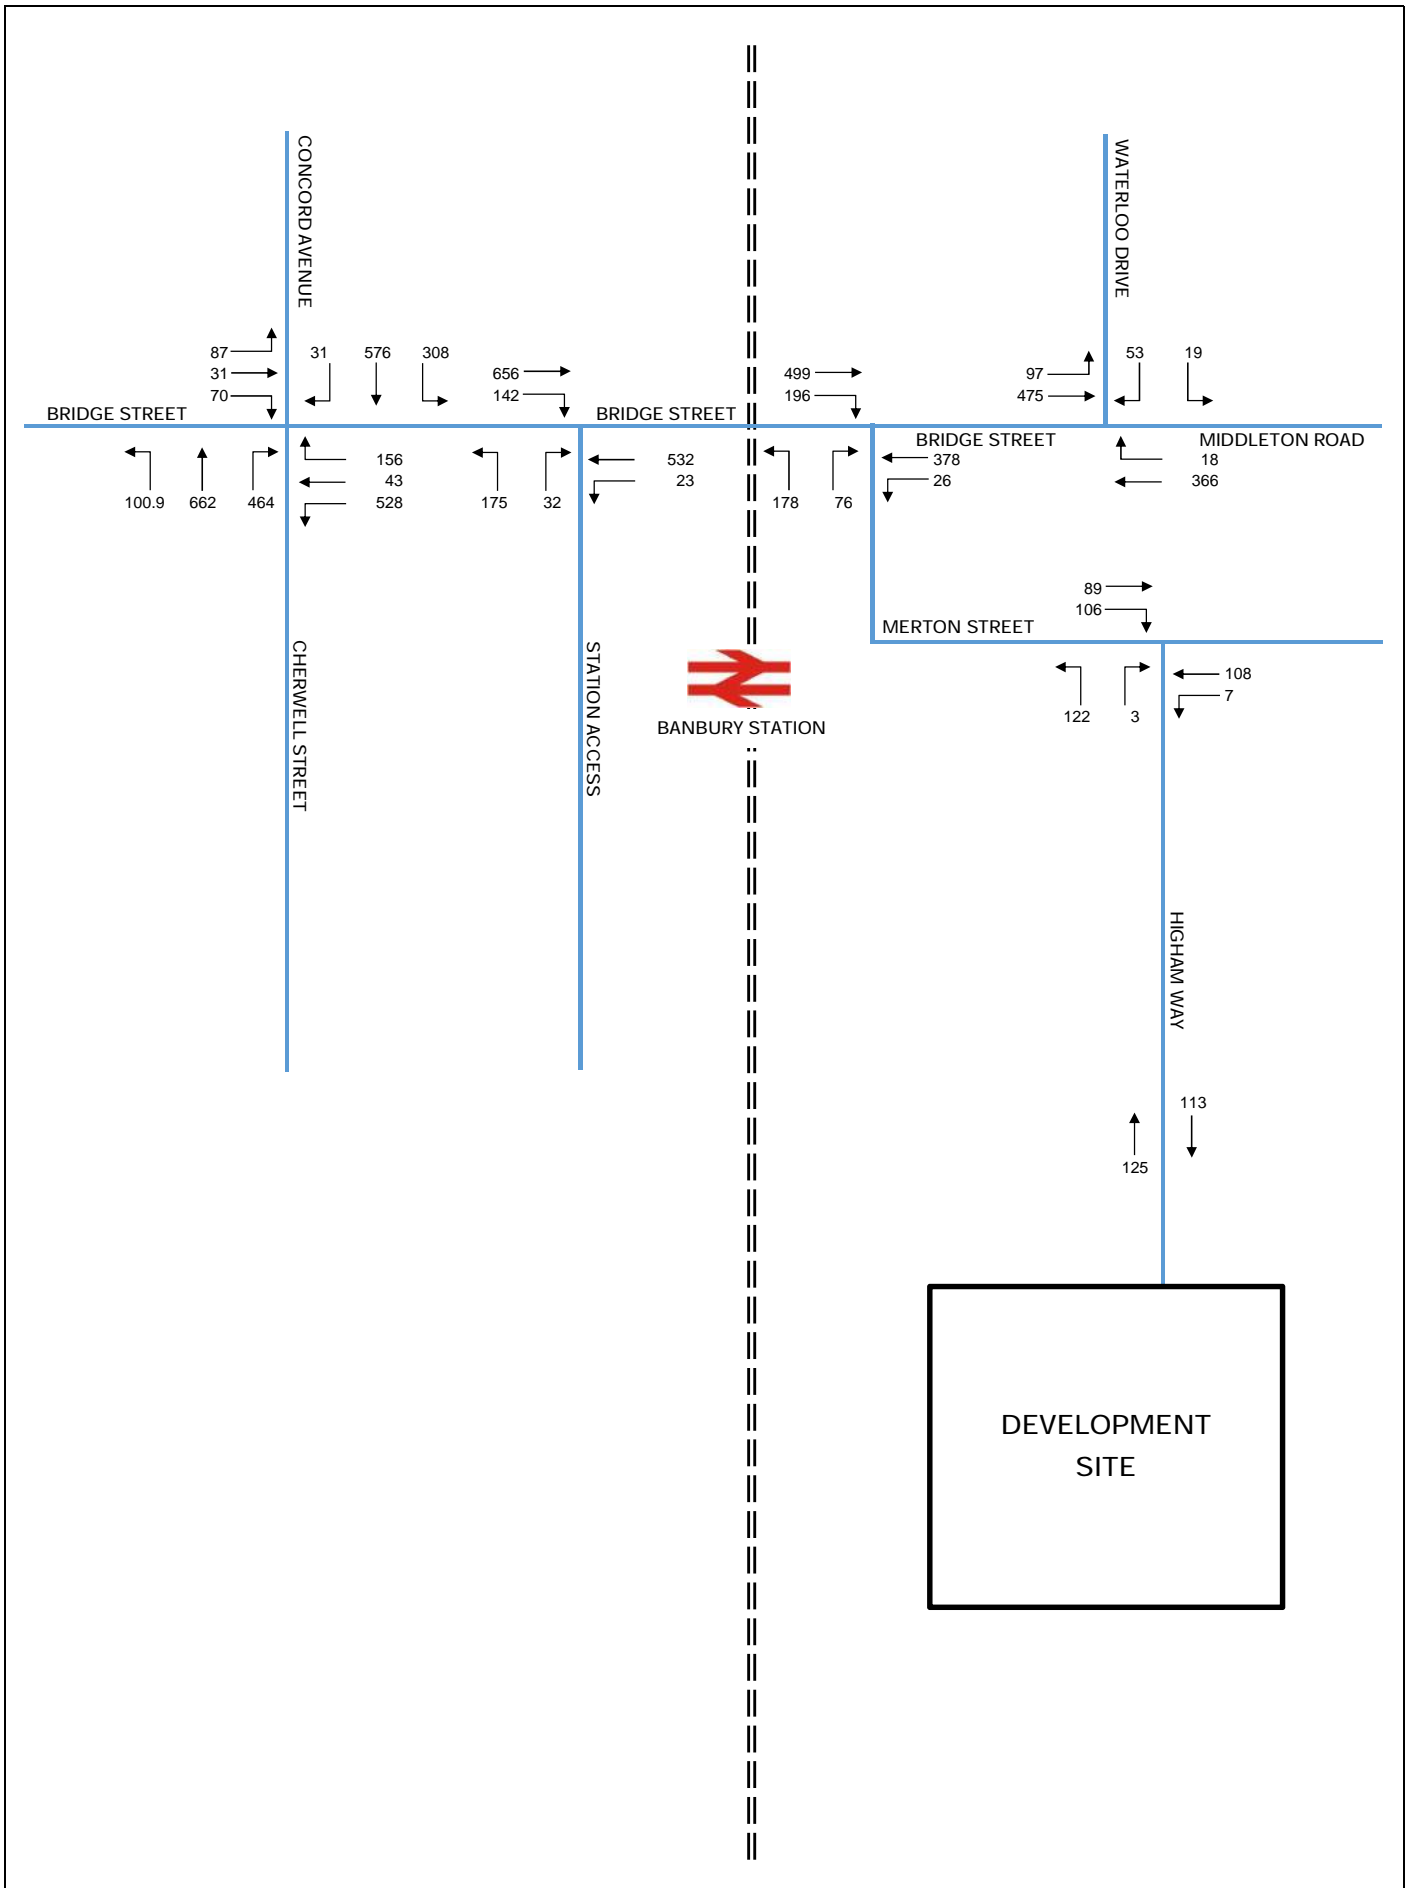 CONCORD AVENUE
WATERLOO DRIVE
87
31
576
308
31
70
656
142
499
196
97
475
53
19
BRIDGE STREET
BRIDGE STREET
BRIDGE STREET
MIDDLETON ROAD
100.9
662
464
156
43
528
175
32
532
23
178
76
378
26
18
366
89
106
MERTON STREET
CHERWELL STREET
STATION ACCESS
BANBURY STATION
122
3
108
7
HIGHAM WAY
113
125
DEVELOPMENT
SITE